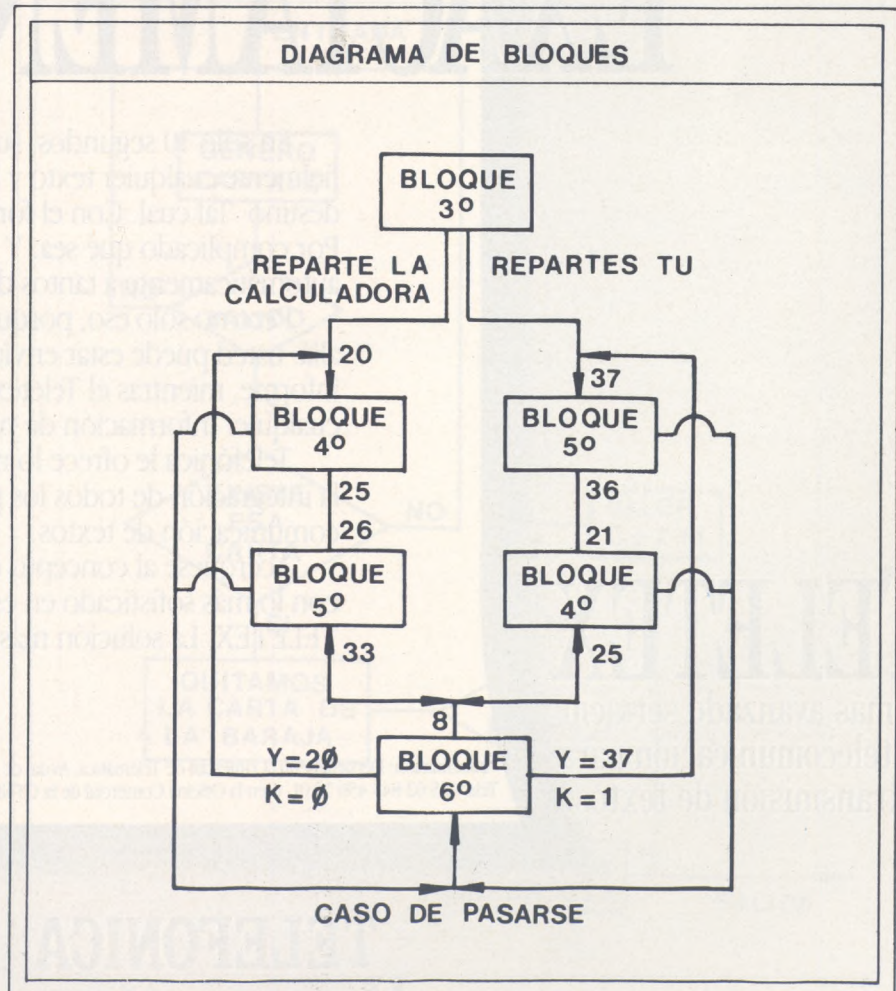 DIAGRAMA DE BLOQUES
BLOQUE
3º
REPARTE LA
CALCULADORA
REPARTES TU
20
37
BLOQUE
4º
BLOQUE
5º
25
36
26
21
BLOQUE
5º
BLOQUE
4º
33
25
8
Y=2Ø
K=Ø
BLOQUE
6º
Y=37
K=1
CASO DE PASARSE